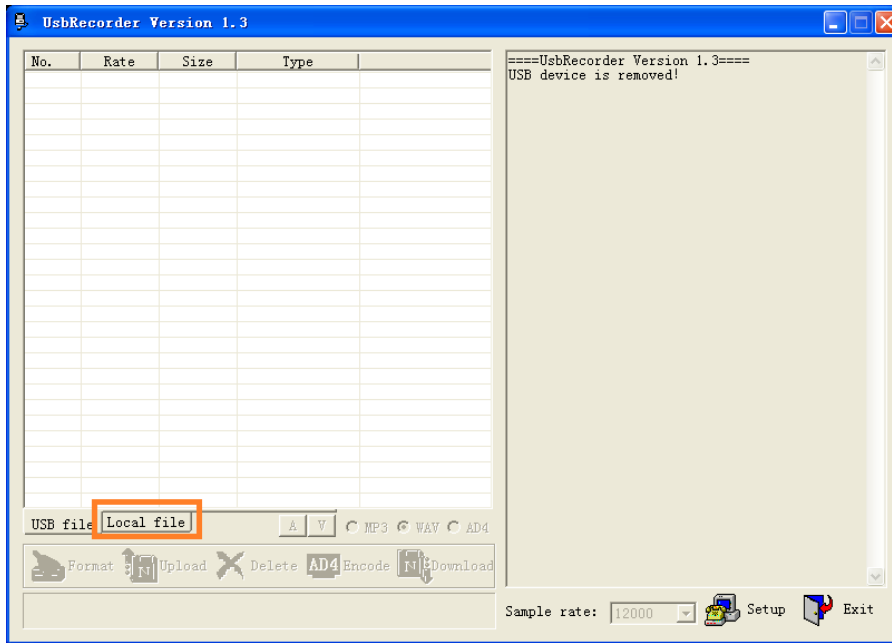 UsbRecorder Version 1.3
No. Rate Size Type
====UsbRecorder Version 1.3====
USB device is removed!
USB file Local file A V MP3 WAV AD4
Format N Upload Delete AD4 Encode N Download
Sample rate: 12000 Setup Exit